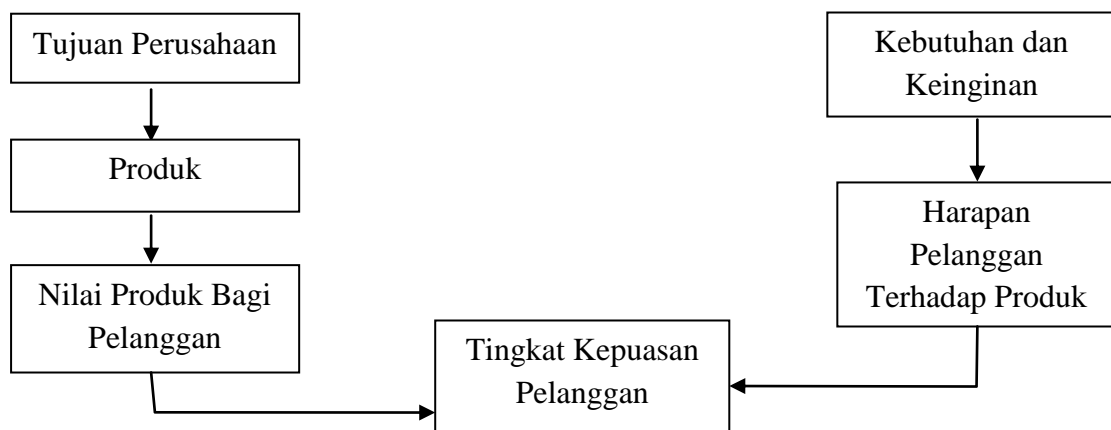 Tujuan Perusahaan
Produk
Nilai Produk Bagi
Pelanggan
Kebutuhan dan
Keinginan
Harapan
Pelanggan
Terhadap Produk
Tingkat Kepuasan
Pelanggan